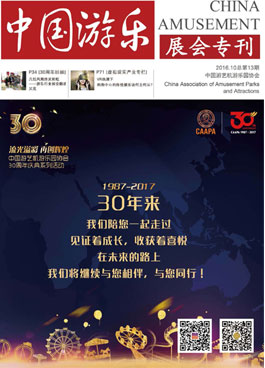 中国游乐
CHINA
AMUSEMENT
展会专刊
2016.10总第13期
中国游艺机游乐园协会
China Association of Amusement Parks
and Attractions
30
流光溢彩 再创辉煌
中国游艺机游乐园协会
30周年庆典系列活动
CAAPA
CAAPA·1987-2017
1987-2017
30年来
我们陪您一起走过
见证着成长，收获着喜悦
在未来的路上
我们将继续与您相伴，与您同行！